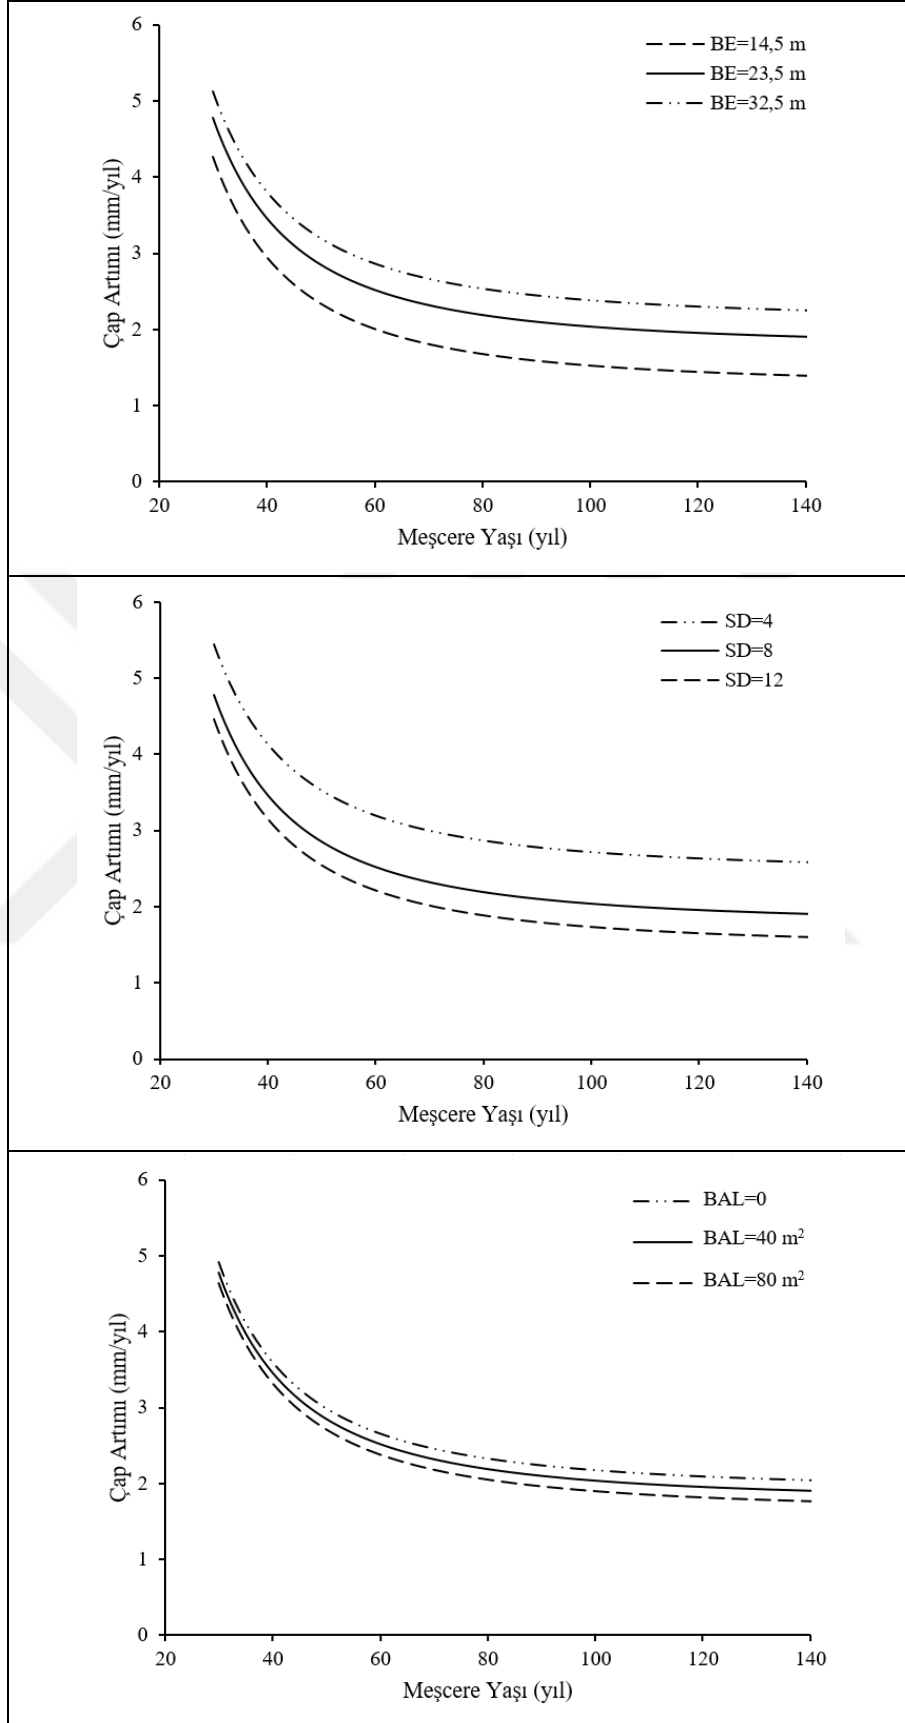 6
5
4
3
2
1
0
Çap Artımı (mm/yıl)
BE=14,5 m
BE=23,5 m
BE=32,5 m
20 40 60 80 100 120 140
Meşcere Yaşı (yıl)
6
5
4
3
2
1
0
Çap Artımı (mm/yıl)
SD=4
SD=8
SD=12
20 40 60 80 100 120 140
Meşcere Yaşı (yıl)
6
5
4
3
2
1
0
Çap Artımı (mm/yıl)
BAL=0
BAL=40 m²
BAL=80 m²
20 40 60 80 100 120 140
Meşcere Yaşı (yıl)